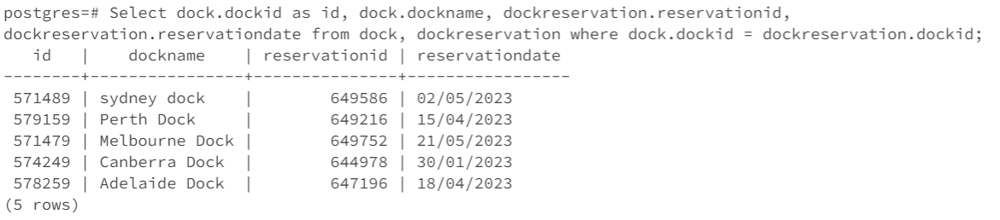 postgres=# Select dock.dockid as id, dock.dockname, dockreservation.reservationid,
dockreservation.reservationdate from dock, dockreservation where dock.dockid = dockreservation.dockid;
   id   |    dockname    | reservationid | reservationdate
--------+----------------+---------------+-----------------
 571489 | sydney dock    |        649586 | 02/05/2023
 579159 | Perth Dock     |        649216 | 15/04/2023
 571479 | Melbourne Dock |        649752 | 21/05/2023
 574249 | Canberra Dock  |        644978 | 30/01/2023
 578259 | Adelaide Dock  |        647196 | 18/04/2023
(5 rows)